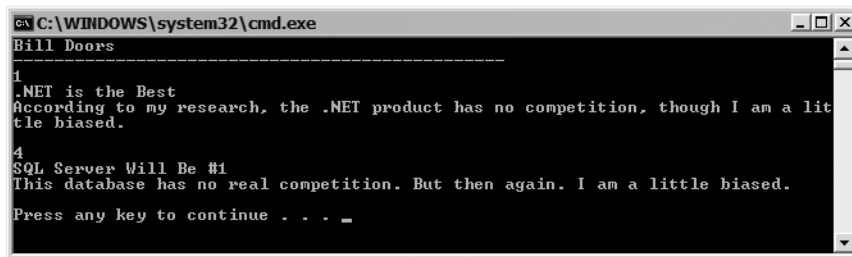 C:\WINDOWS\system32\cmd.exe
Bill Doors
------------------------------------------------
1
.NET is the Best
According to my research, the .NET product has no competition, though I am a lit
tle biased.
4
SQL Server Will Be #1
This database has no real competition. But then again. I am a little biased.
Press any key to continue . . . _